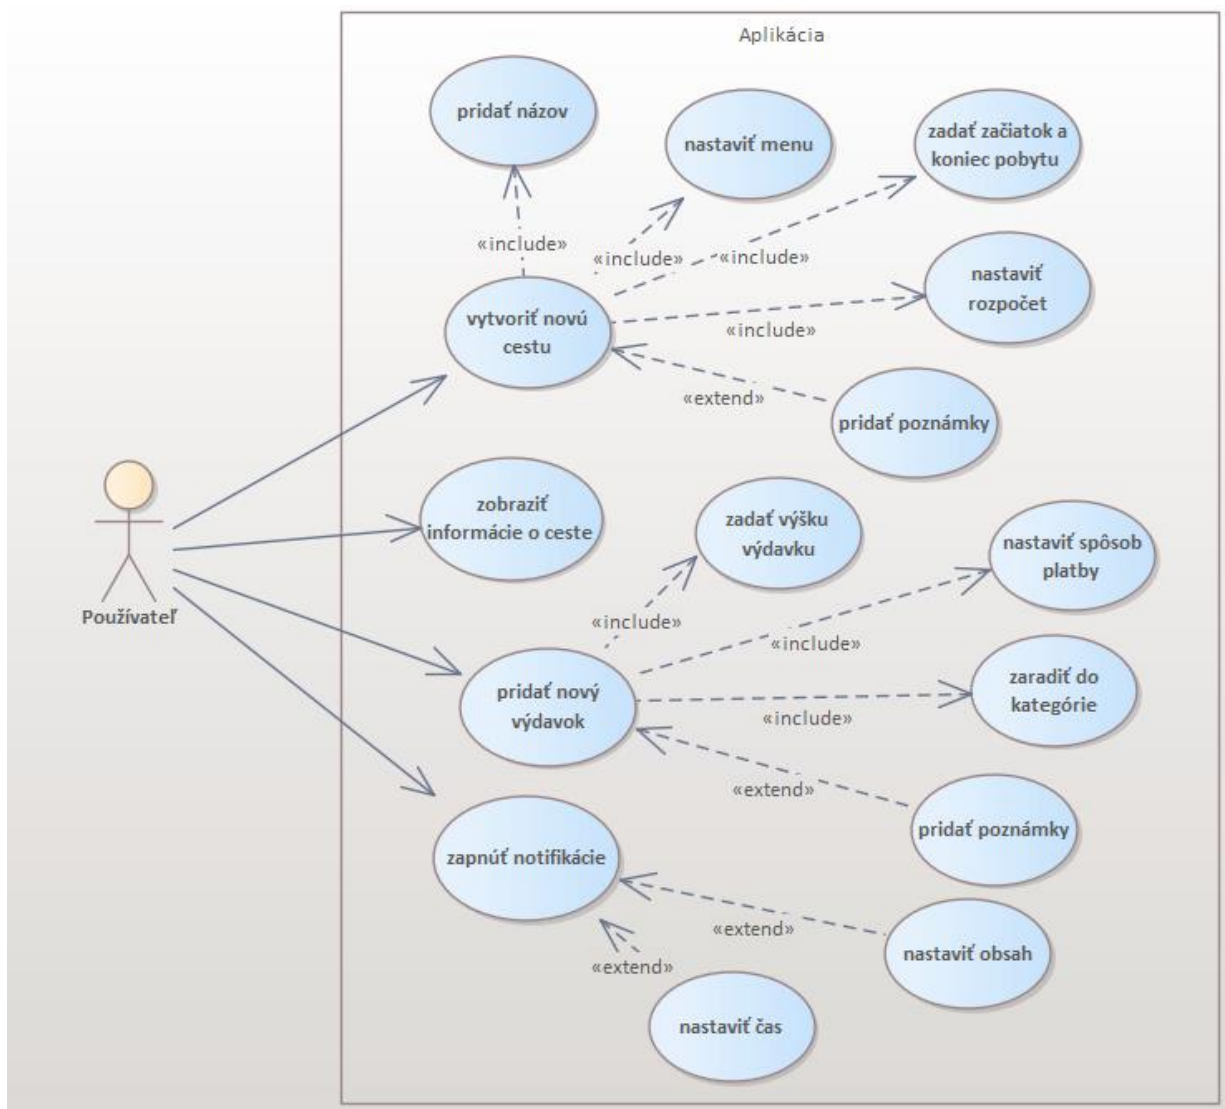 Aplikácia
pridať názov
nastaviť menu
zadať začiatok a
koniec pobytu
«include»
«include»
«include»
nastaviť
rozpočet
vytvoriť novú
cestu
«include»
«extend»
pridať poznámky
zobraziť
informácie o ceste
zadať výšku
výdavku
nastaviť spôsob
platby
Používateľ
«include»
«include»
pridať nový
výdavok
zaradiť do
kategórie
«include»
«extend»
pridať poznámky
zapnúť notifikácie
«extend»
nastaviť obsah
«extend»
nastaviť čas